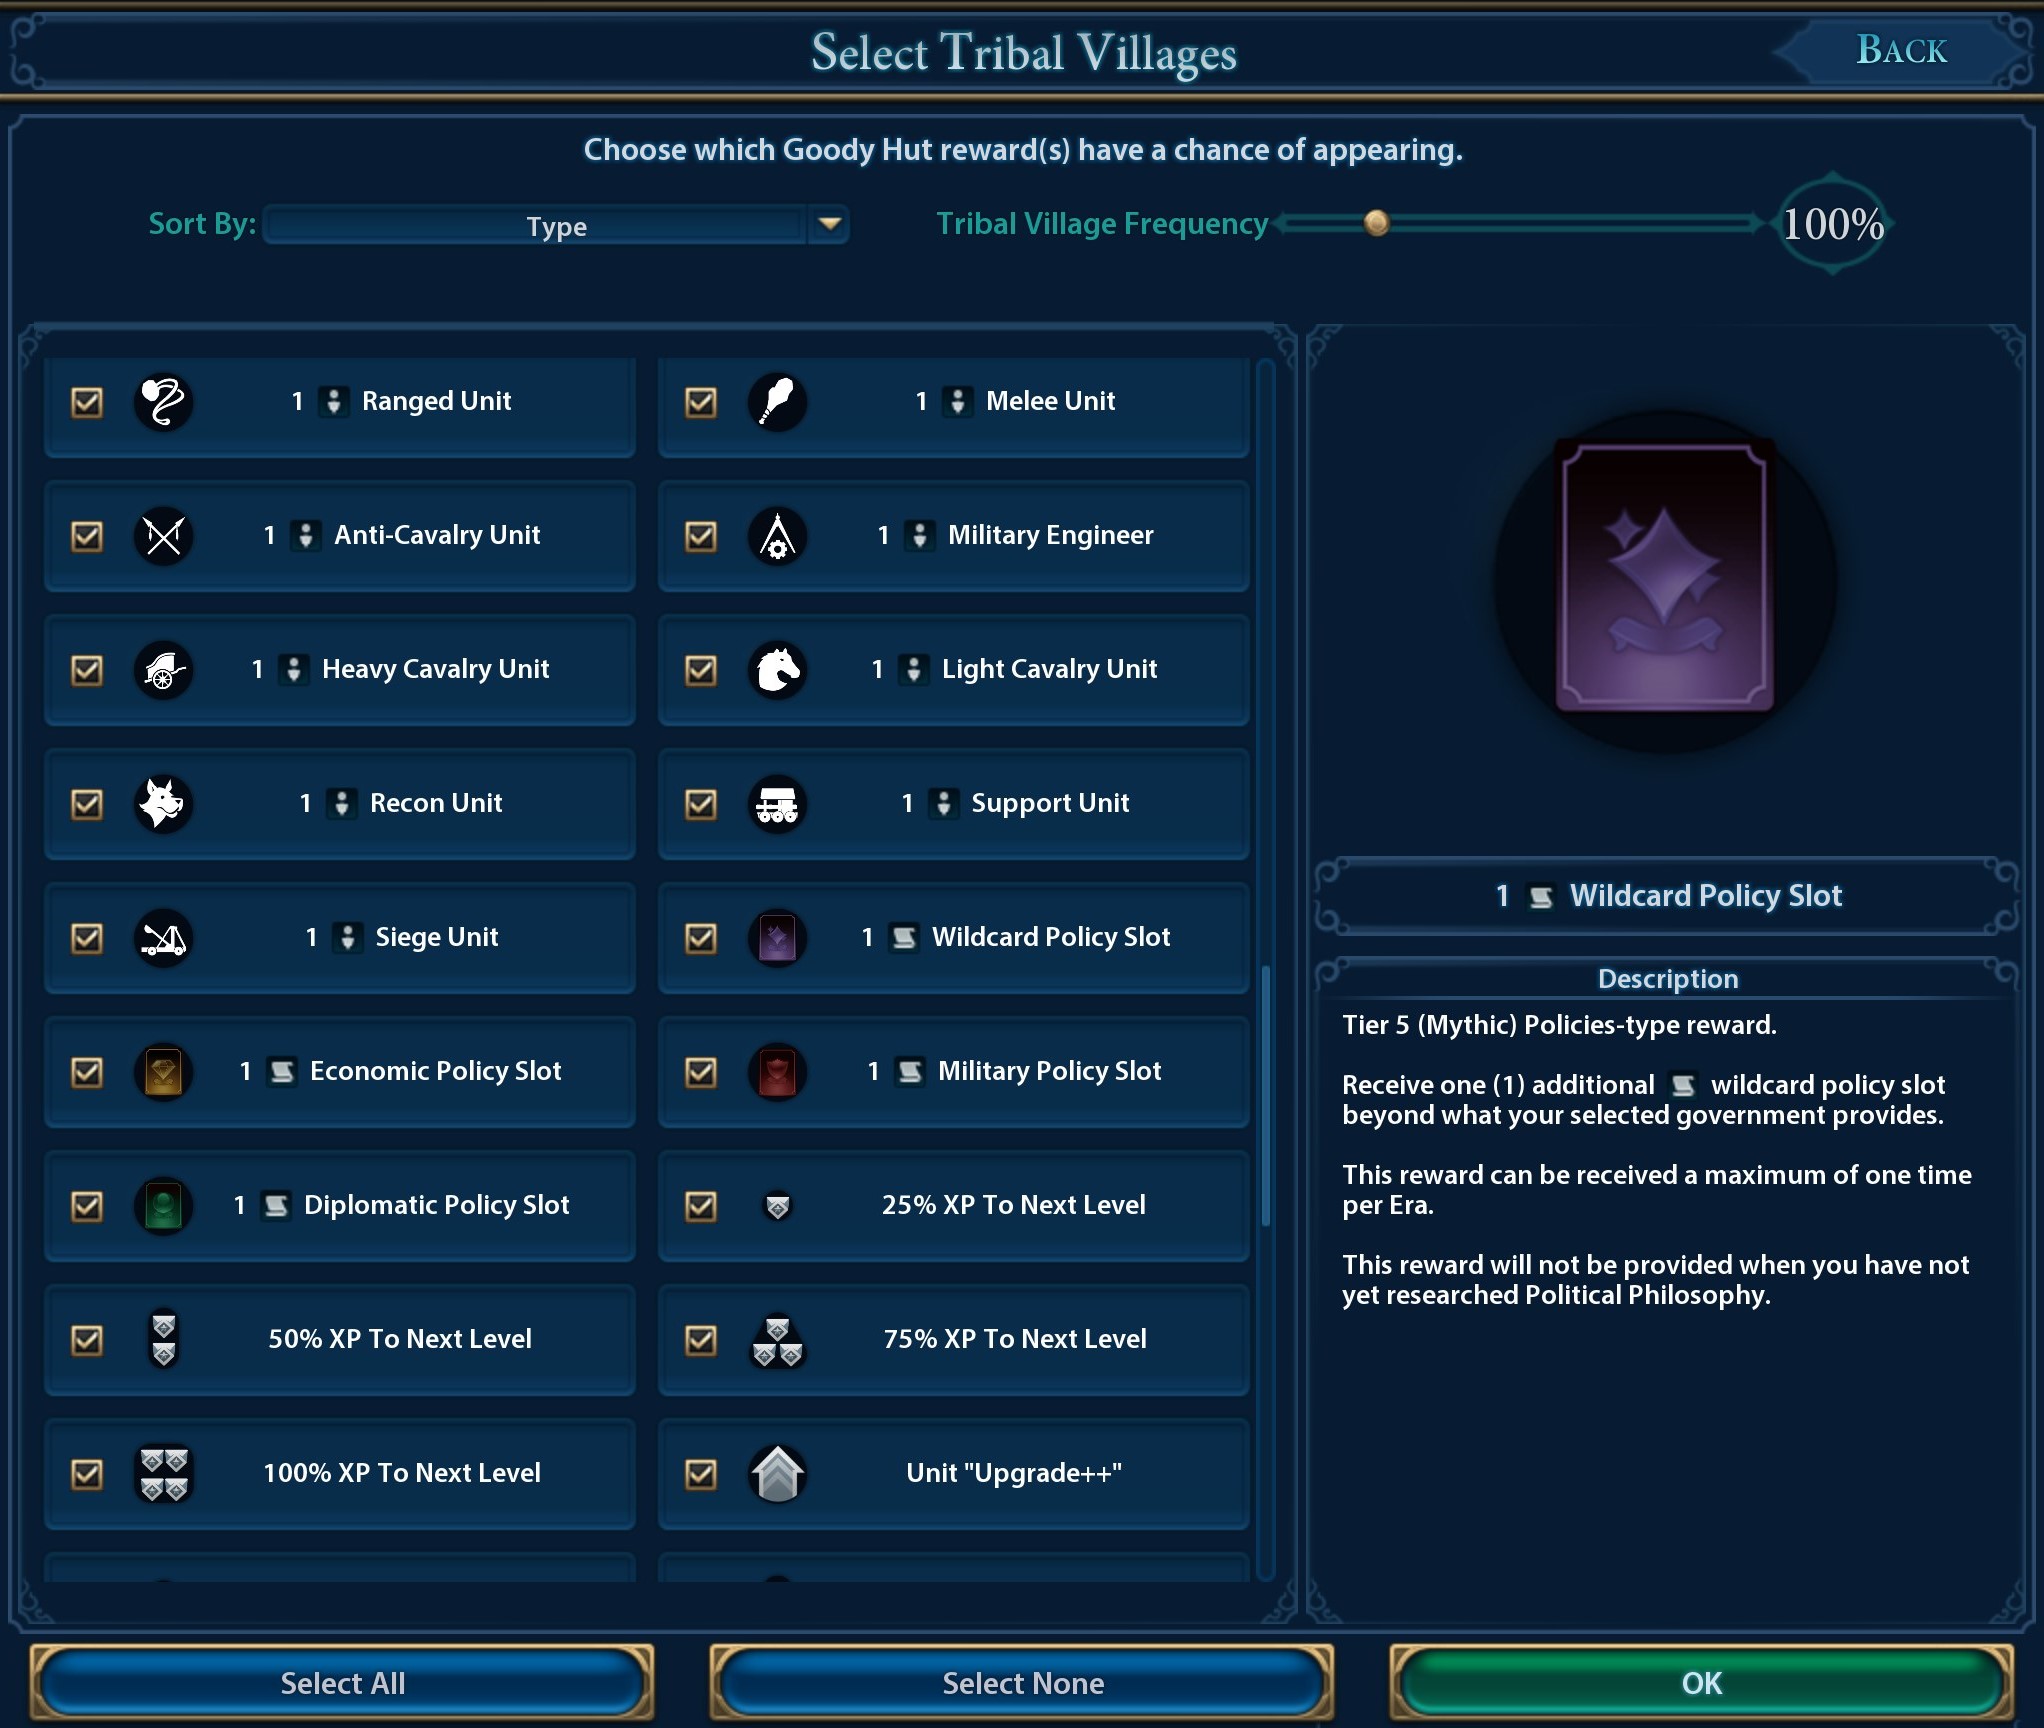 Select Tribal Villages
BACK
Choose which Goody Hut reward(s) have a chance of appearing.
Sort By: Type
Tribal Village Frequency 100%
1 Ranged Unit
1 Melee Unit
1 Anti-Cavalry Unit
1 Military Engineer
1 Heavy Cavalry Unit
1 Light Cavalry Unit
1 Recon Unit
1 Support Unit
1 Siege Unit
1 Wildcard Policy Slot
1 Economic Policy Slot
1 Military Policy Slot
1 Diplomatic Policy Slot
25% XP To Next Level
50% XP To Next Level
75% XP To Next Level
100% XP To Next Level
Unit "Upgrade++"
1 Wildcard Policy Slot
Description
Tier 5 (Mythic) Policies-type reward.
Receive one (1) additional wildcard policy slot
beyond what your selected government provides.
This reward can be received a maximum of one time
per Era.
This reward will not be provided when you have not
yet researched Political Philosophy.
Select All
Select None
OK